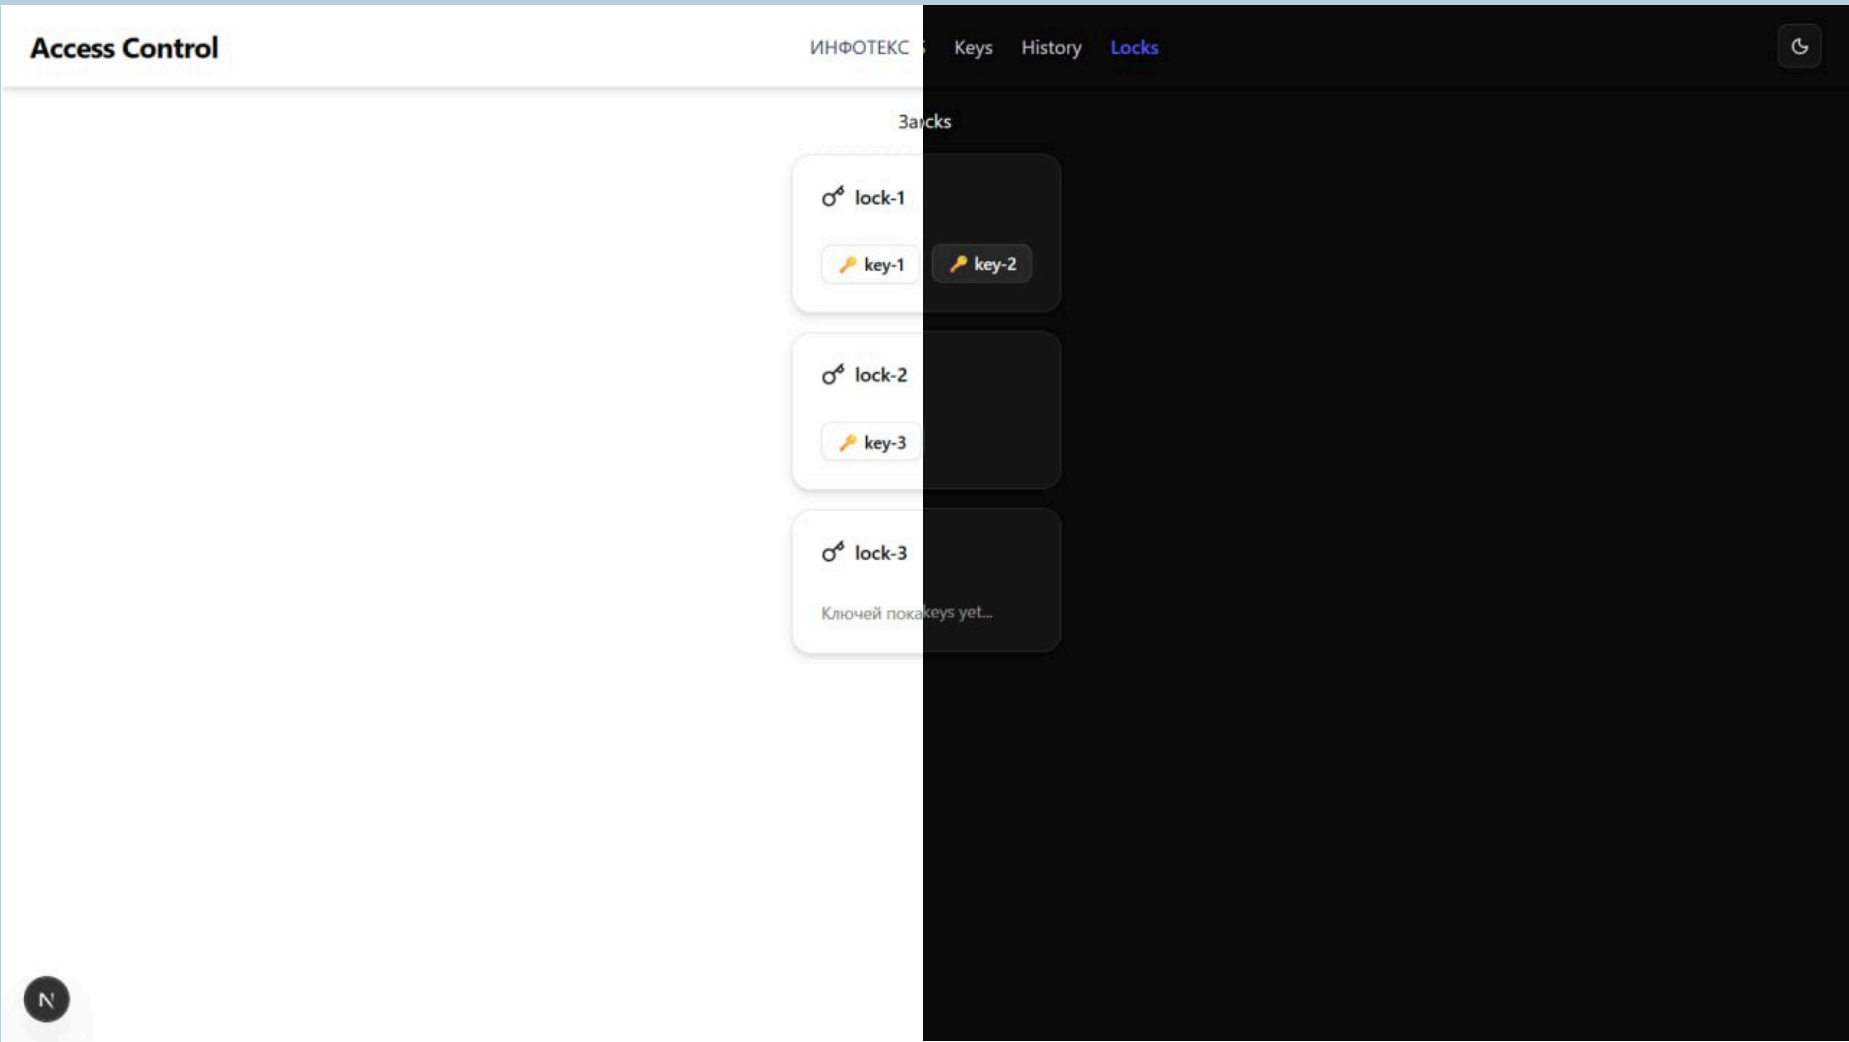 Access Control
ИНФОТЕКС Keys History Locks
Заcks
lock-1
key-1 key-2
lock-2
key-3
lock-3
Ключей покаkeys yet...
N